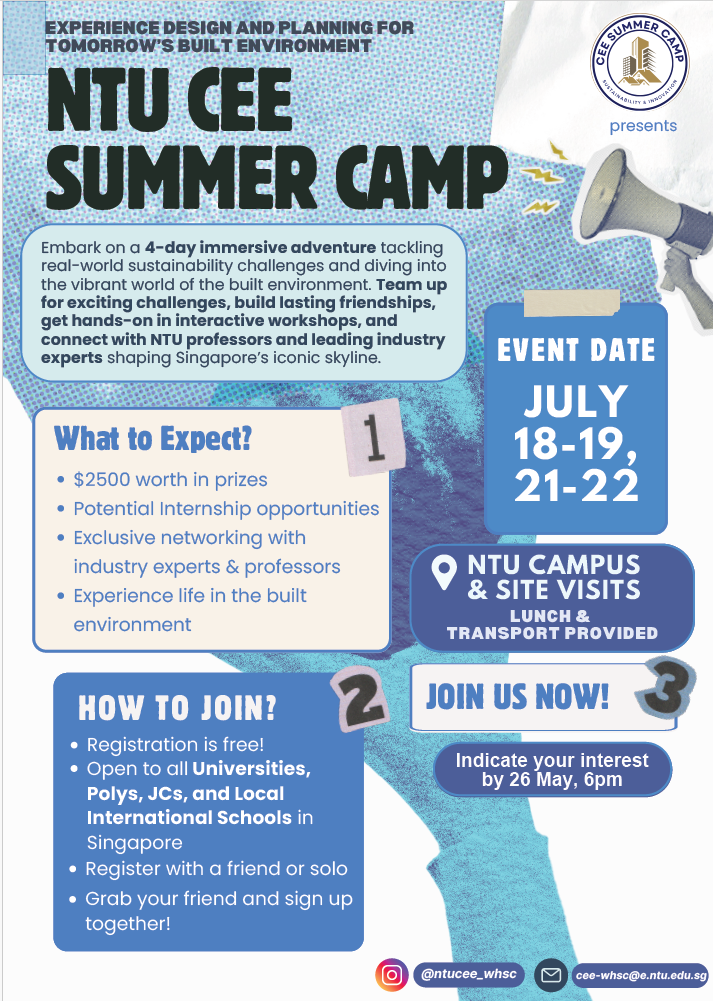 EXPERIENCE DESIGN AND PLANNING FOR
TOMORROW'S BUILT ENVIRONMENT
NTU CEE
SUMMER CAMP
CEE SUMMER CAMP
SUSTAINABILITY & INNOVATION
presents
Embark on a 4-day immersive adventure tackling
real-world sustainability challenges and diving into
the vibrant world of the built environment. Team up
for exciting challenges, build lasting friendships,
get hands-on in interactive workshops, and
connect with NTU professors and leading industry
experts shaping Singapore's iconic skyline.
EVENT DATE
JULY
18-19,
21-22
What to Expect?
1
• $2500 worth in prizes
• Potential Internship opportunities
• Exclusive networking with
industry experts & professors
• Experience life in the built
environment
NTU CAMPUS
& SITE VISITS
LUNCH &
TRANSPORT PROVIDED
HOW TO JOIN?
2
• Registration is free!
• Open to all Universities,
Polys, JCs, and Local
International Schools in
Singapore
• Register with a friend or solo
• Grab your friend and sign up
together!
JOIN US NOW!
3
Indicate your interest
by 26 May, 6pm
@ntucee_whsc
cee-whsc@e.ntu.edu.sg